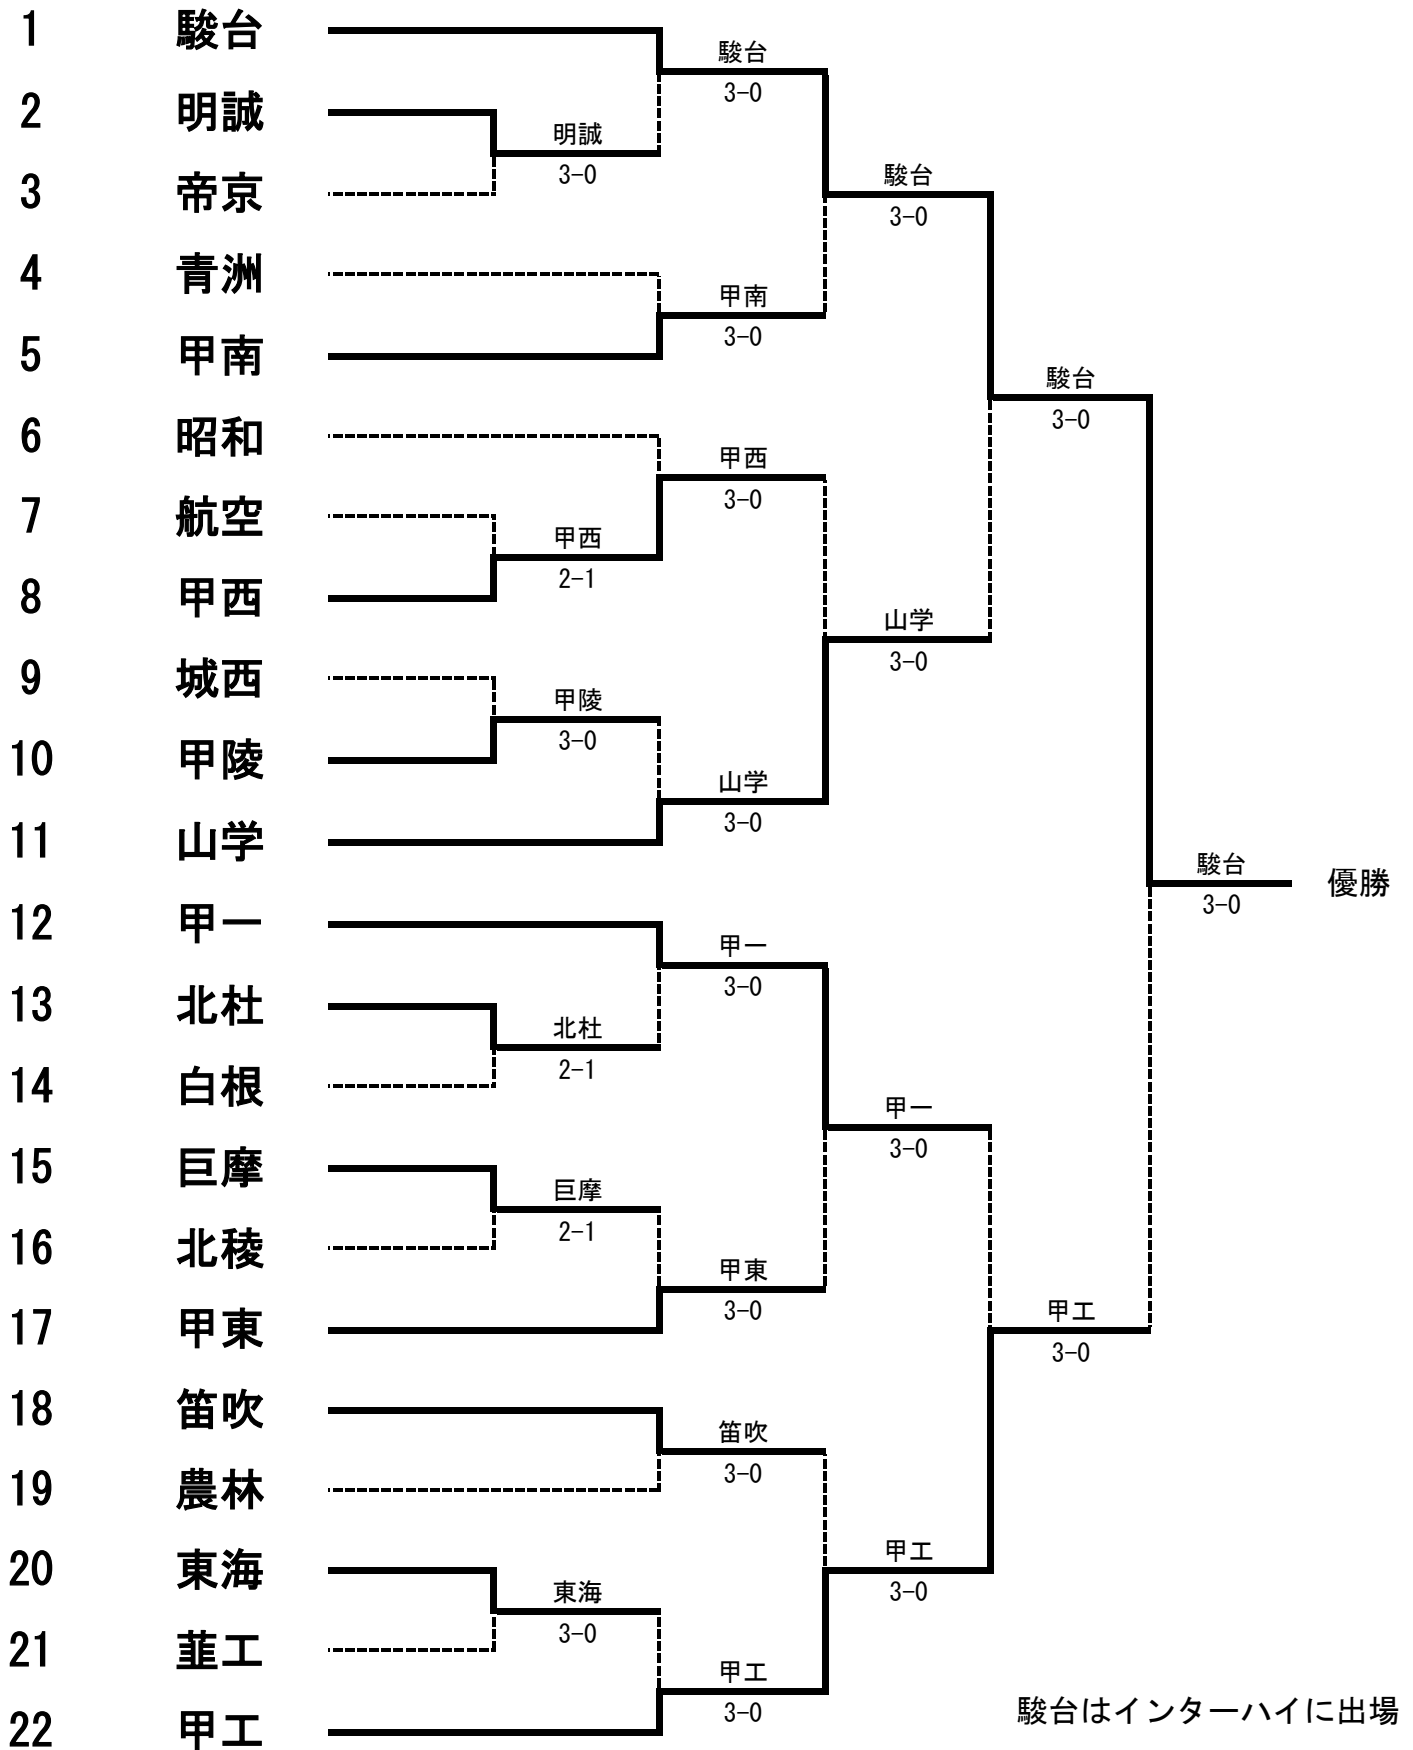 1 駿台
駿台
3-0
2 明誠
明誠
3-0
3 帝京
駿台
3-0
4 青洲
甲南
3-0
5 甲南
駿台
3-0
6 昭和
甲西
3-0
7 航空
甲西
2-1
8 甲西
山学
3-0
9 城西
甲陵
3-0
10 甲陵
山学
3-0
11 山学
駿台
3-0
優勝
12 甲一
甲一
3-0
13 北杜
北杜
2-1
14 白根
甲一
3-0
15 巨摩
巨摩
2-1
16 北稜
甲東
3-0
17 甲東
甲工
3-0
18 笛吹
笛吹
3-0
19 農林
20 東海
甲工
3-0
東海
3-0
21 韮工
甲工
3-0
22 甲工
駿台はインターハイに出場